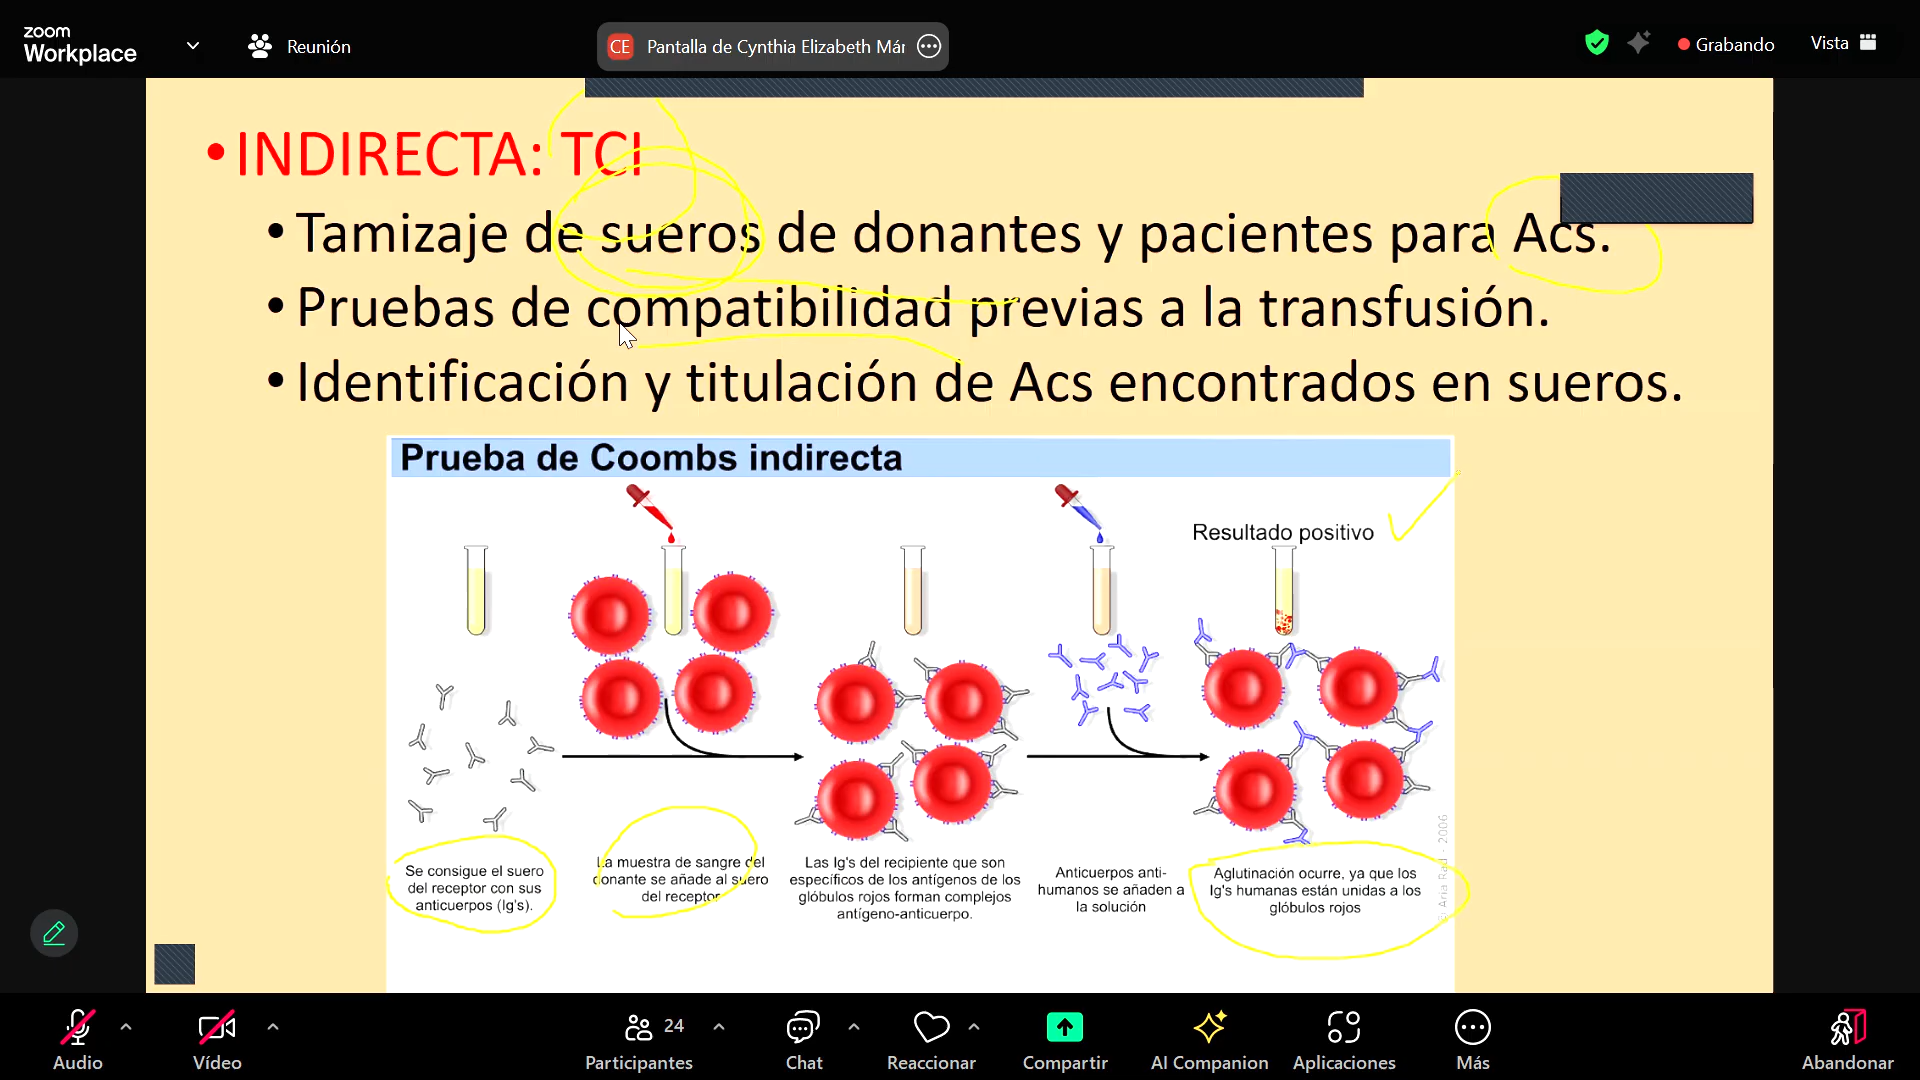 zoom
Workplace
Reunión
CE
Pantalla de Cynthia Elizabeth Már
Grabando
Vista
• INDIRECTA: TCI
• Tamizaje de sueros de donantes y pacientes para Acs.
• Pruebas de compatibilidad previas a la transfusión.
• Identificación y titulación de Acs encontrados en sueros.
Prueba de Coombs indirecta
Resultado positivo
Se consigue el suero
del receptor con sus
anticuerpos (Ig's).
La muestra de sangre del
donante se añade al suero
del receptor
Las Ig's del recipiente que son
específicos de los antígenos de los
glóbulos rojos forman complejos
antígeno-anticuerpo.
Anticuerpos anti-
humanos se añaden a
la solución
Aglutinación ocurre, ya que los
Ig's humanas están unidas a los
glóbulos rojos
Aria Rad - 2006
Audio
Vídeo
24
Participantes
Chat
Reaccionar
Compartir
AI Companion
Aplicaciones
Más
Abandonar